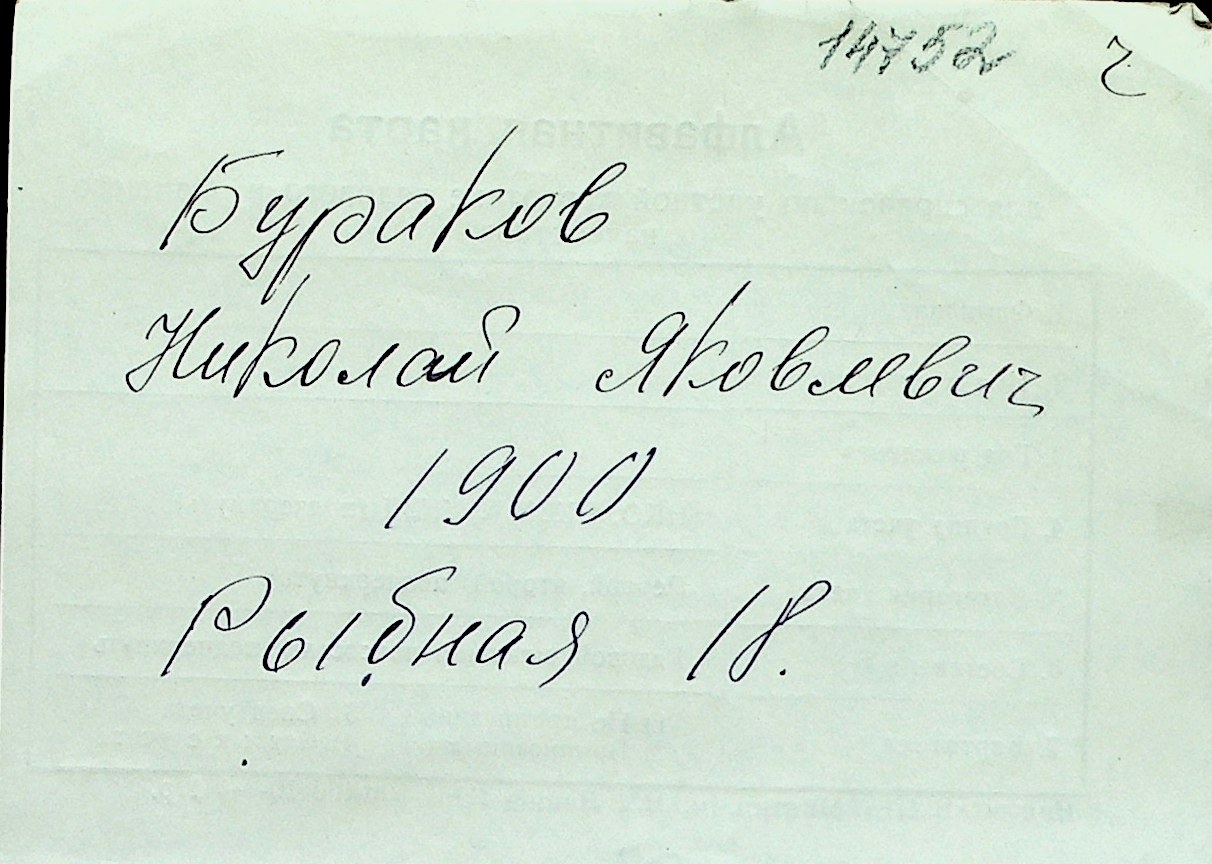 14752 ч
Бураков
Николай Яковлевич
1900
Рыбная 18.